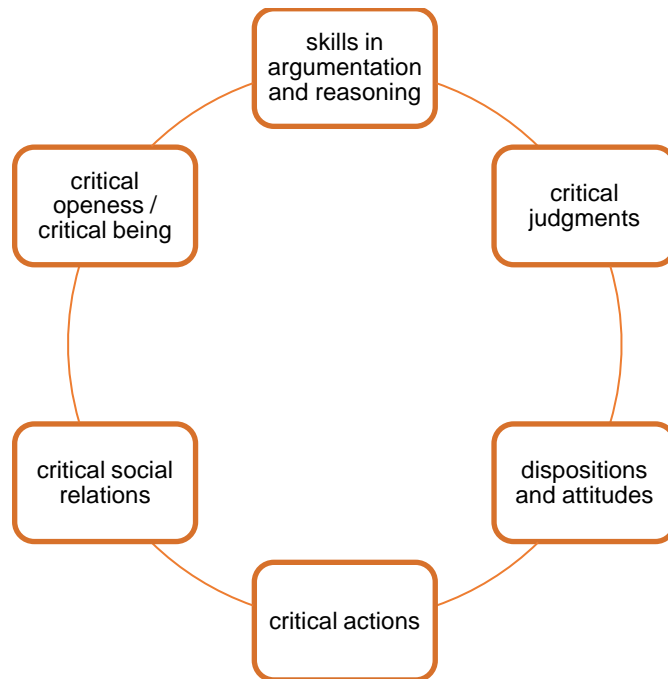 skills in
argumentation
and reasoning
critical
judgments
dispositions
and attitudes
critical actions
critical social
relations
critical
openess /
critical being